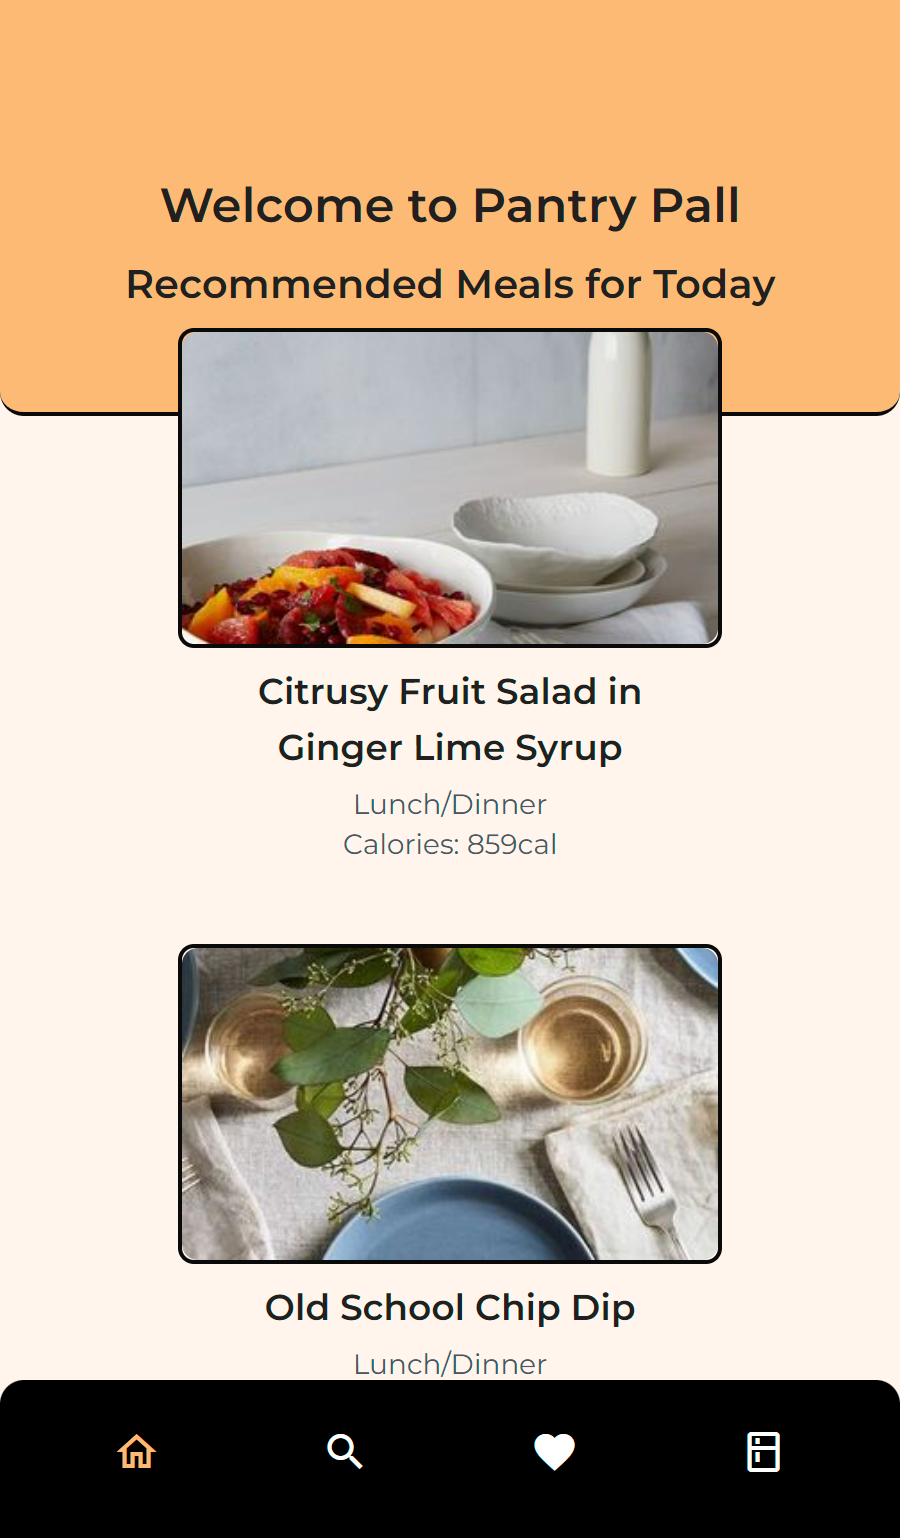 Welcome to Pantry Pall
Recommended Meals for Today
Citrusy Fruit Salad in
Ginger Lime Syrup
Lunch/Dinner
Calories: 859cal
Old School Chip Dip
Lunch/Dinner